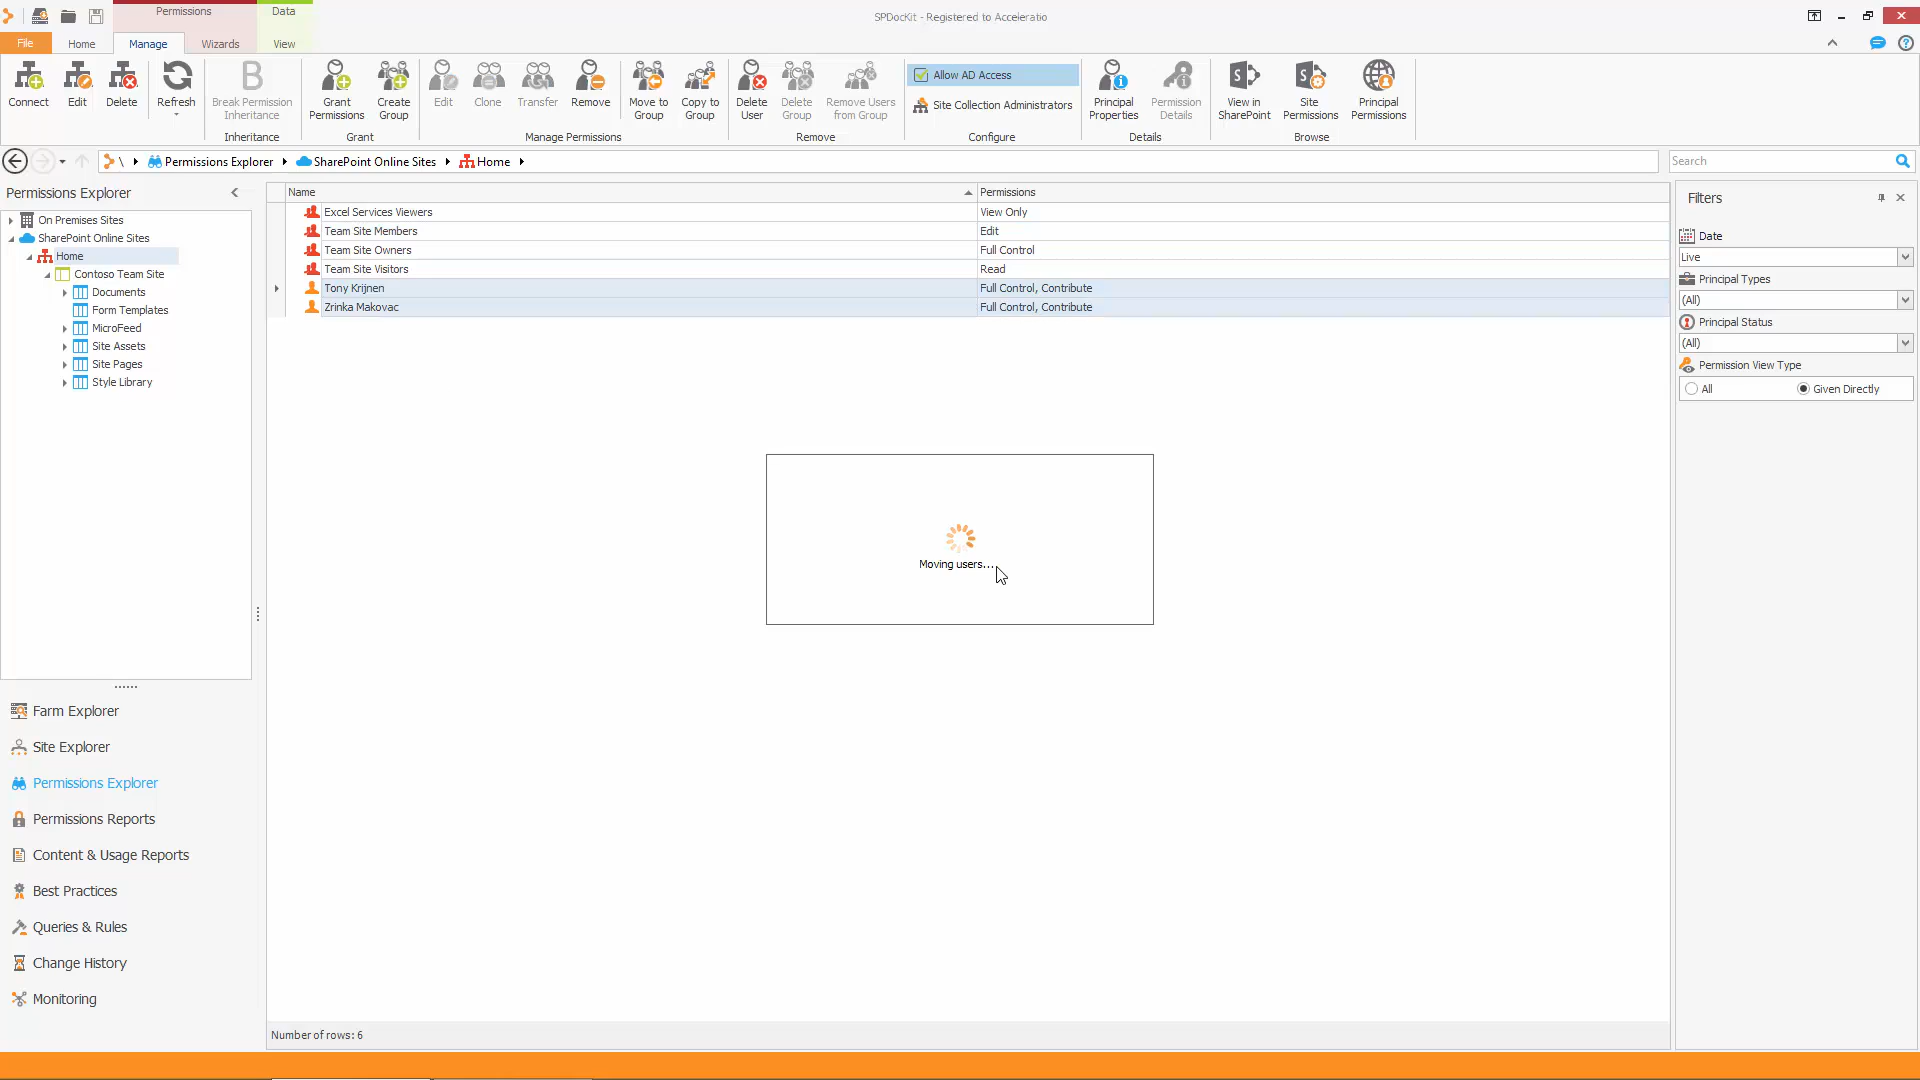 Permissions
Data
SPDocKit - Registered to Acceleratio
File
Home
Manage
Wizards
View
Connect
Edit
Delete
Refresh
Break Permission
Inheritance
Inheritance
Grant
Permissions
Create
Group
Grant
Edit
Clone
Transfer
Remove
Move to
Group
Copy to
Group
Manage Permissions
Delete
User
Delete
Group
Remove Users
from Group
Remove
Allow AD Access
Site Collection Administrators
Configure
Principal
Properties
Permission
Details
Details
View in
SharePoint
Site
Permissions
Principal
Permissions
Browse
\ Permissions Explorer SharePoint Online Sites Home
Search
Permissions Explorer
On Premises Sites
SharePoint Online Sites
Home
Contoso Team Site
Documents
Form Templates
MicroFeed
Site Assets
Site Pages
Style Library
Farm Explorer
Site Explorer
Permissions Explorer
Permissions Reports
Content & Usage Reports
Best Practices
Queries & Rules
Change History
Monitoring
Name Permissions
Excel Services Viewers View Only
Team Site Members Edit
Team Site Owners Full Control
Team Site Visitors Read
Tony Krijnen Full Control, Contribute
Zrinka Makovac Full Control, Contribute
Moving users...
Number of rows: 6
Filters
Date
Live
Principal Types
(All)
Principal Status
(All)
Permission View Type
All
Given Directly